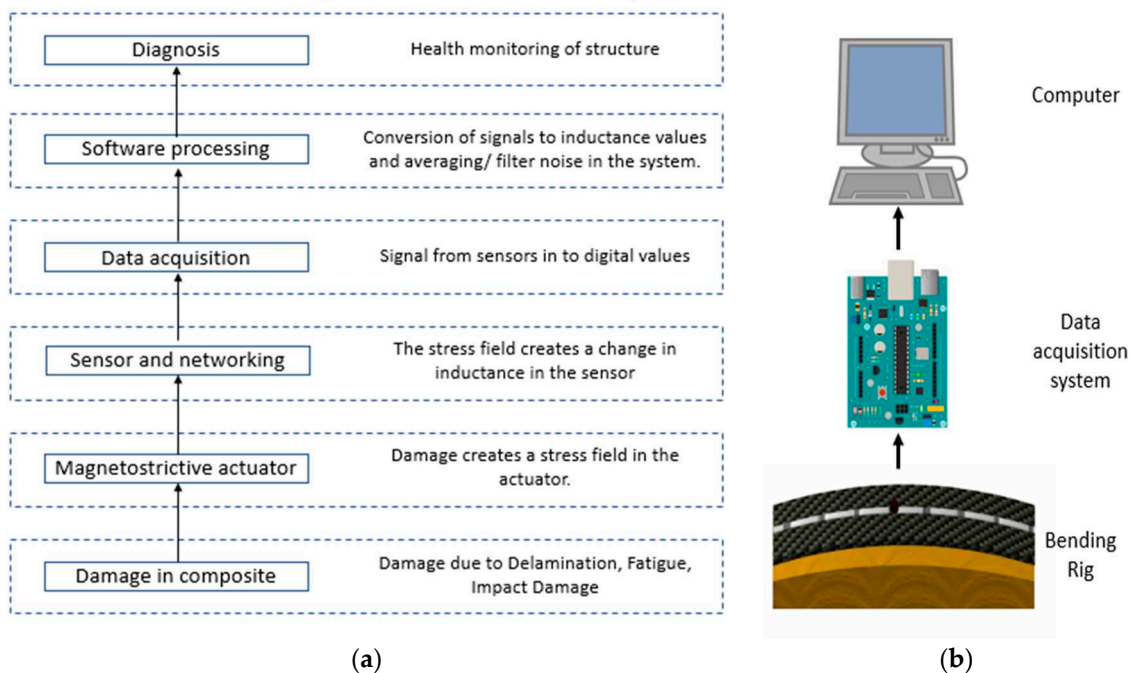 Diagnosis
Health monitoring of structure
Software processing
Conversion of signals to inductance values
and averaging/ filter noise in the system.
Data acquisition
Signal from sensors in to digital values
Sensor and networking
The stress field creates a change in
inductance in the sensor
Magnetostrictive actuator
Damage creates a stress field in the
actuator.
Damage in composite
Damage due to Delamination, Fatigue,
Impact Damage
(a)
Computer
Data
acquisition
system
Bending
Rig
(b)